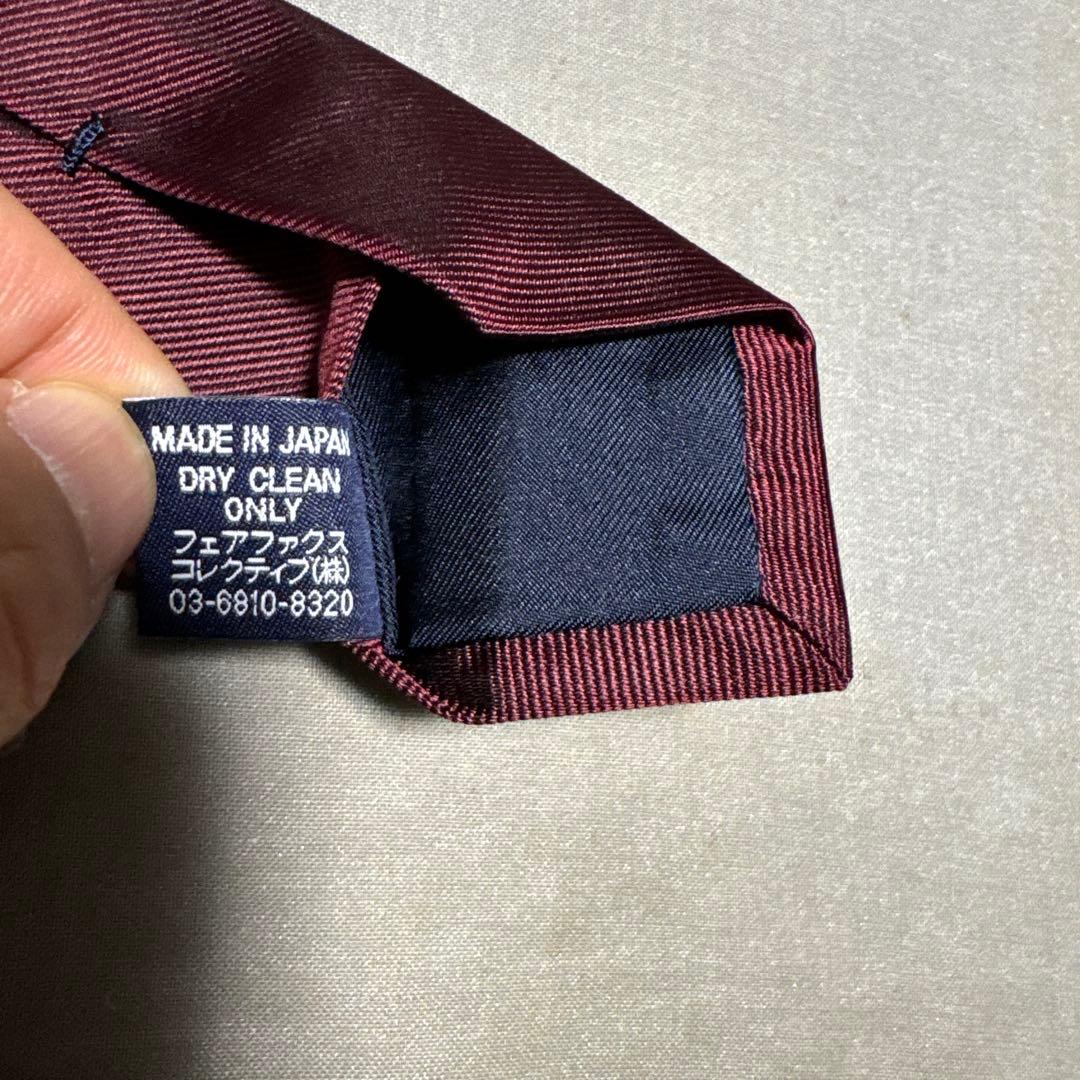 MADE IN JAPAN
DRY CLEAN
ONLY
フェアファクス
コレクティブ(株)
03-6810-8320